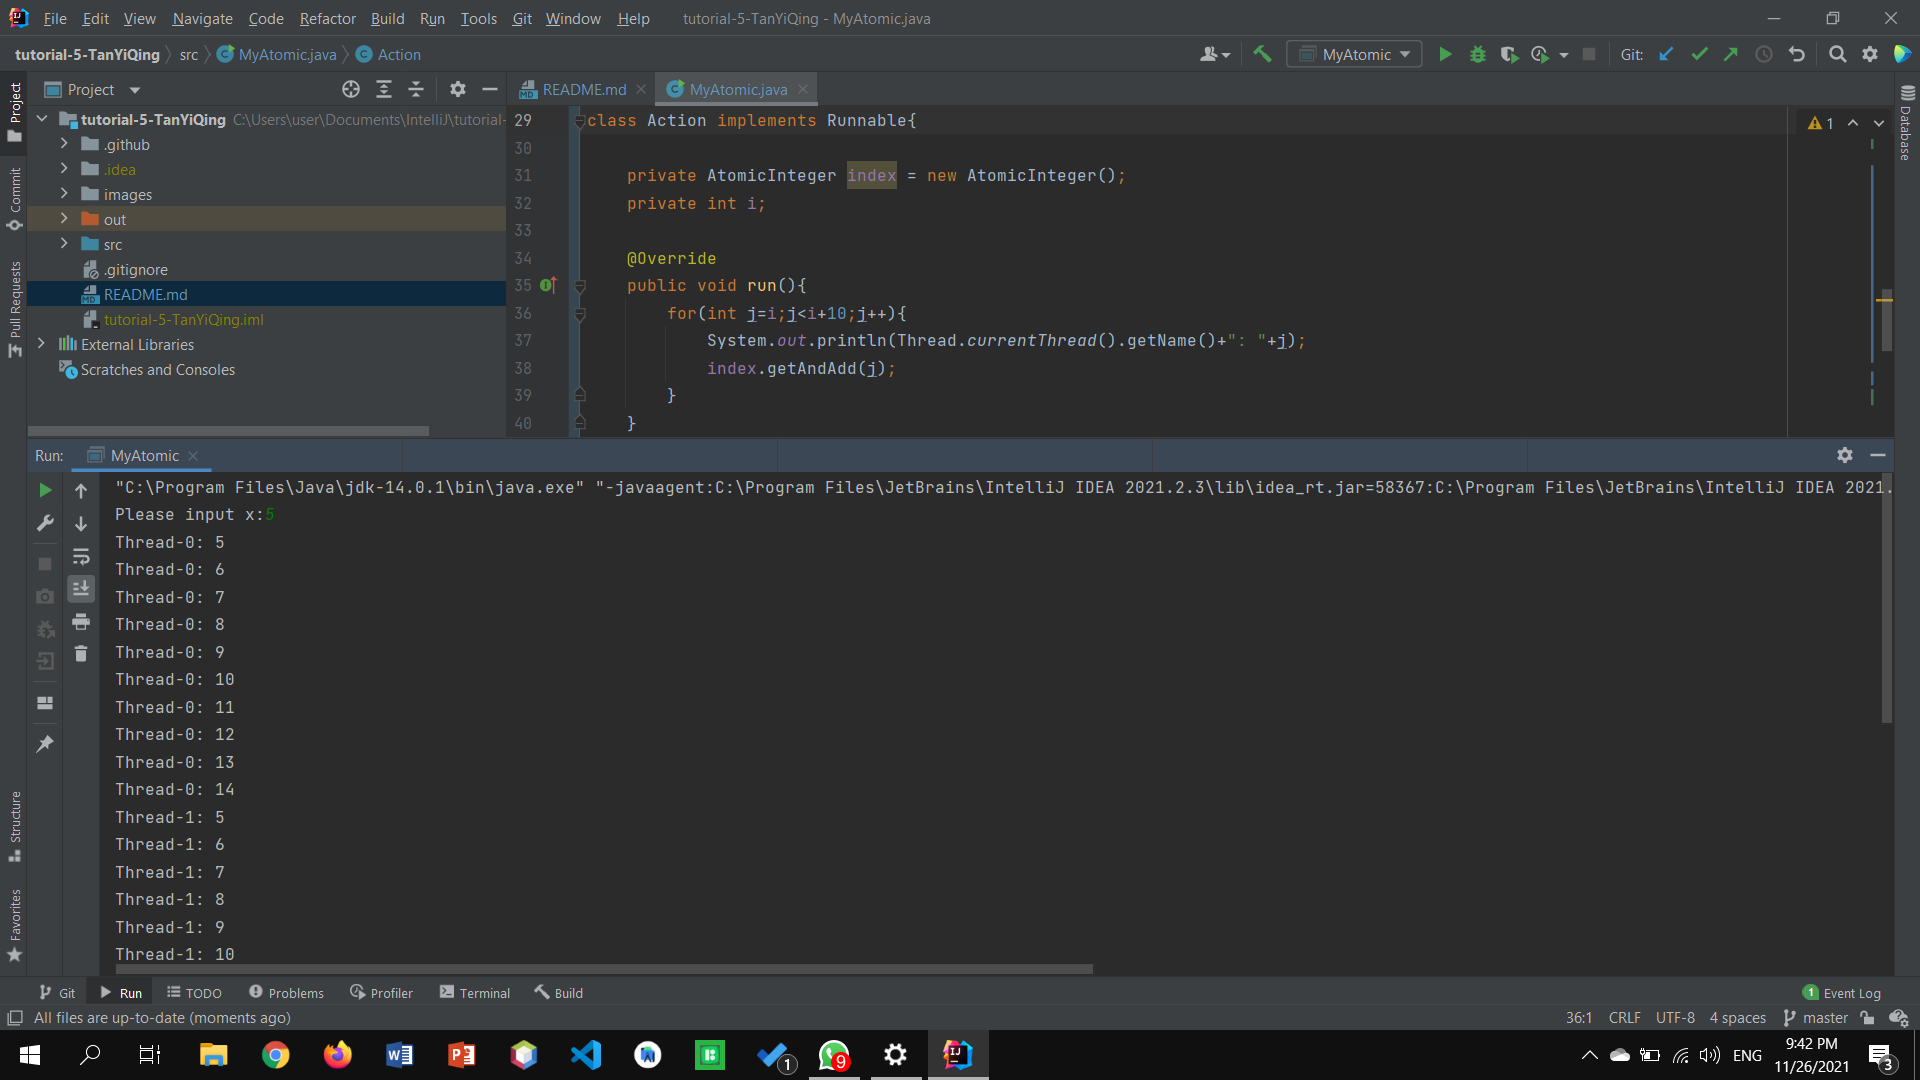 File Edit View Navigate Code Refactor Build Run Tools Git Window Help tutorial-5-TanYiQing - MyAtomic.java
tutorial-5-TanYiQing src MyAtomic.java Action MyAtomic Git:
Project README.md MyAtomic.java
Project
Commit
Pull Requests
Structure
Favorites
Database
tutorial-5-TanYiQing C:\Users\user\Documents\IntelliJ\tutorial-
.github
.idea
images
out
src
.gitignore
README.md
tutorial-5-TanYiQing.iml
External Libraries
Scratches and Consoles
1
29 class Action implements Runnable{
30
31 private AtomicInteger index = new AtomicInteger();
32 private int i;
33
34 @Override
35 public void run(){
36 for(int j=i;j<i+10;j++){
37 System.out.println(Thread.currentThread().getName()+": "+j);
38 index.getAndAdd(j);
39 }
40 }
Run: MyAtomic
"C:\Program Files\Java\jdk-14.0.1\bin\java.exe" "-javaagent:C:\Program Files\JetBrains\IntelliJ IDEA 2021.2.3\lib\idea_rt.jar=58367:C:\Program Files\JetBrains\IntelliJ IDEA 2021.
Please input x:5
Thread-0: 5
Thread-0: 6
Thread-0: 7
Thread-0: 8
Thread-0: 9
Thread-0: 10
Thread-0: 11
Thread-0: 12
Thread-0: 13
Thread-0: 14
Thread-1: 5
Thread-1: 6
Thread-1: 7
Thread-1: 8
Thread-1: 9
Thread-1: 10
Git Run TODO Problems Profiler Terminal Build 1 Event Log
All files are up-to-date (moments ago) 36:1 CRLF UTF-8 4 spaces master
1 9 ENG 9:42 PM
11/26/2021 3